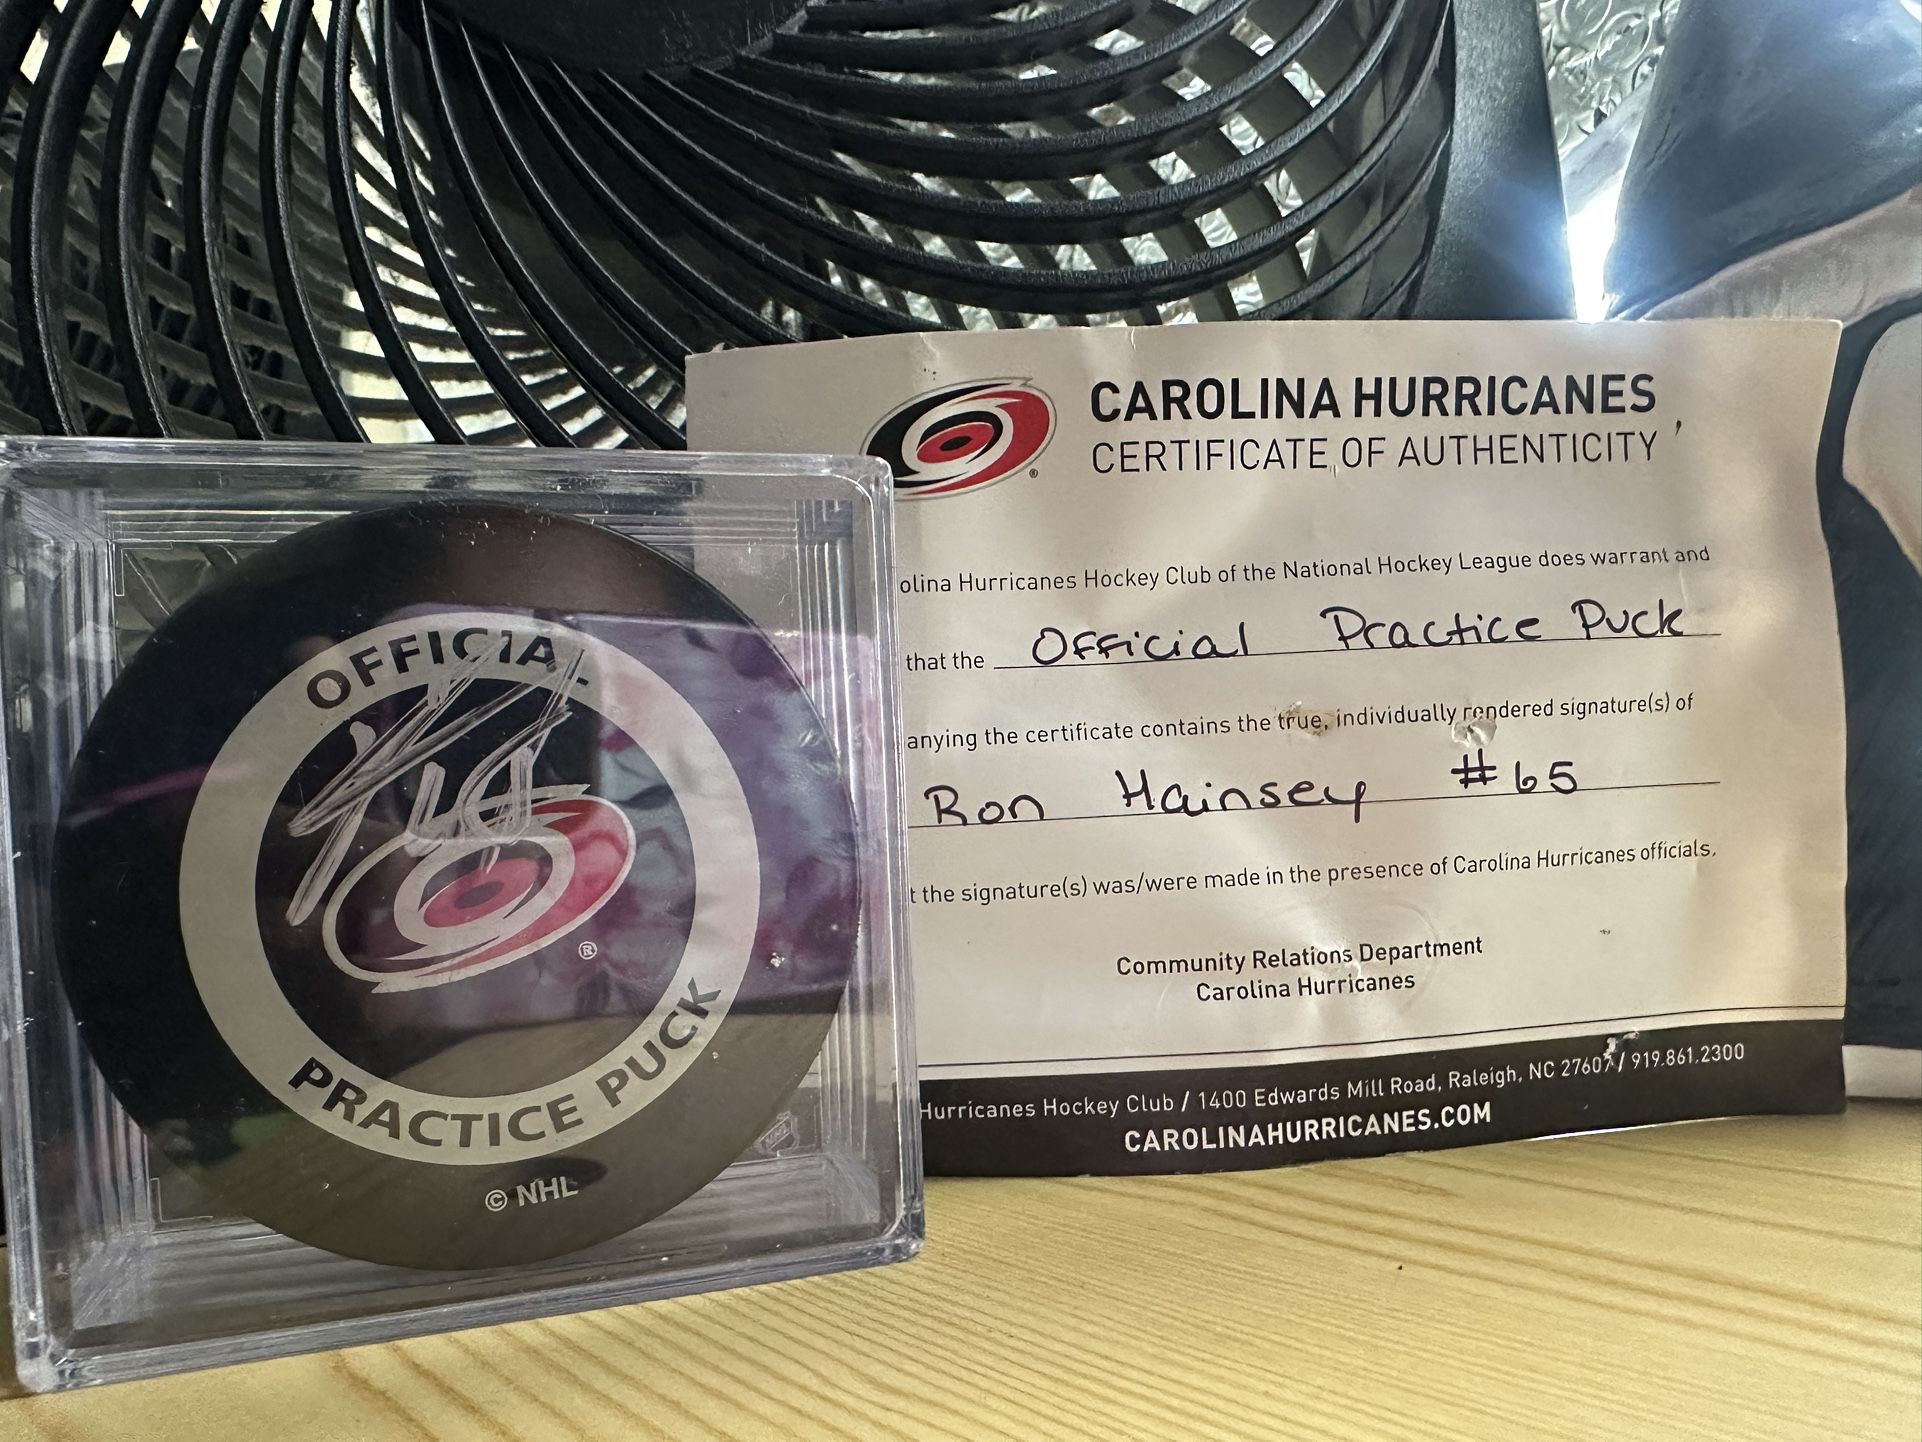 OFFICIAL
®
PRACTICE PUCK
© NHL
CAROLINA HURRICANES
CERTIFICATE OF AUTHENTICITY
®
olina Hurricanes Hockey Club of the National Hockey League does warrant and
that the Official Practice Puck
anying the certificate contains the true, individually rendered signature(s) of
Ron Hainsey #65
t the signature(s) was/were made in the presence of Carolina Hurricanes officials,
Community Relations Department
Carolina Hurricanes
Hurricanes Hockey Club / 1400 Edwards Mill Road, Raleigh, NC 27607 / 919.861.2300
CAROLINAHURRICANES.COM